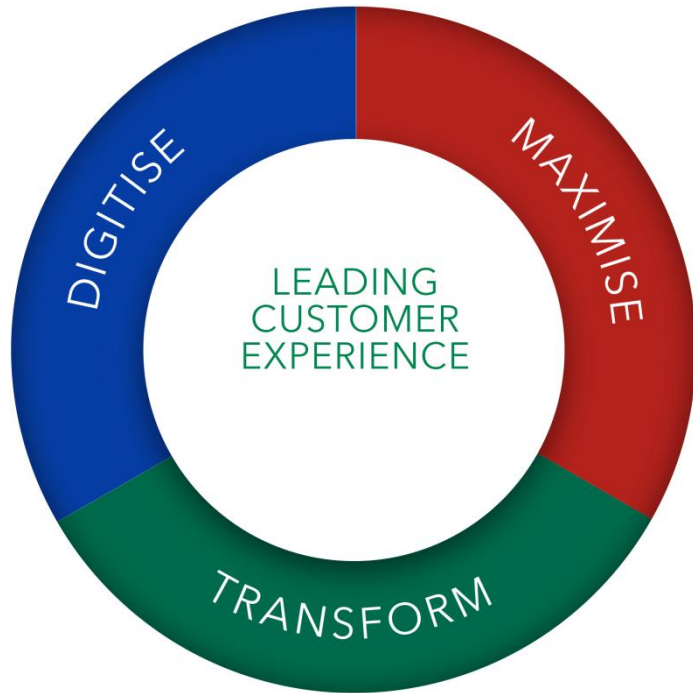 DIGITISE
MAXIMISE
LEADING
CUSTOMER
EXPERIENCE
TRANSFORM